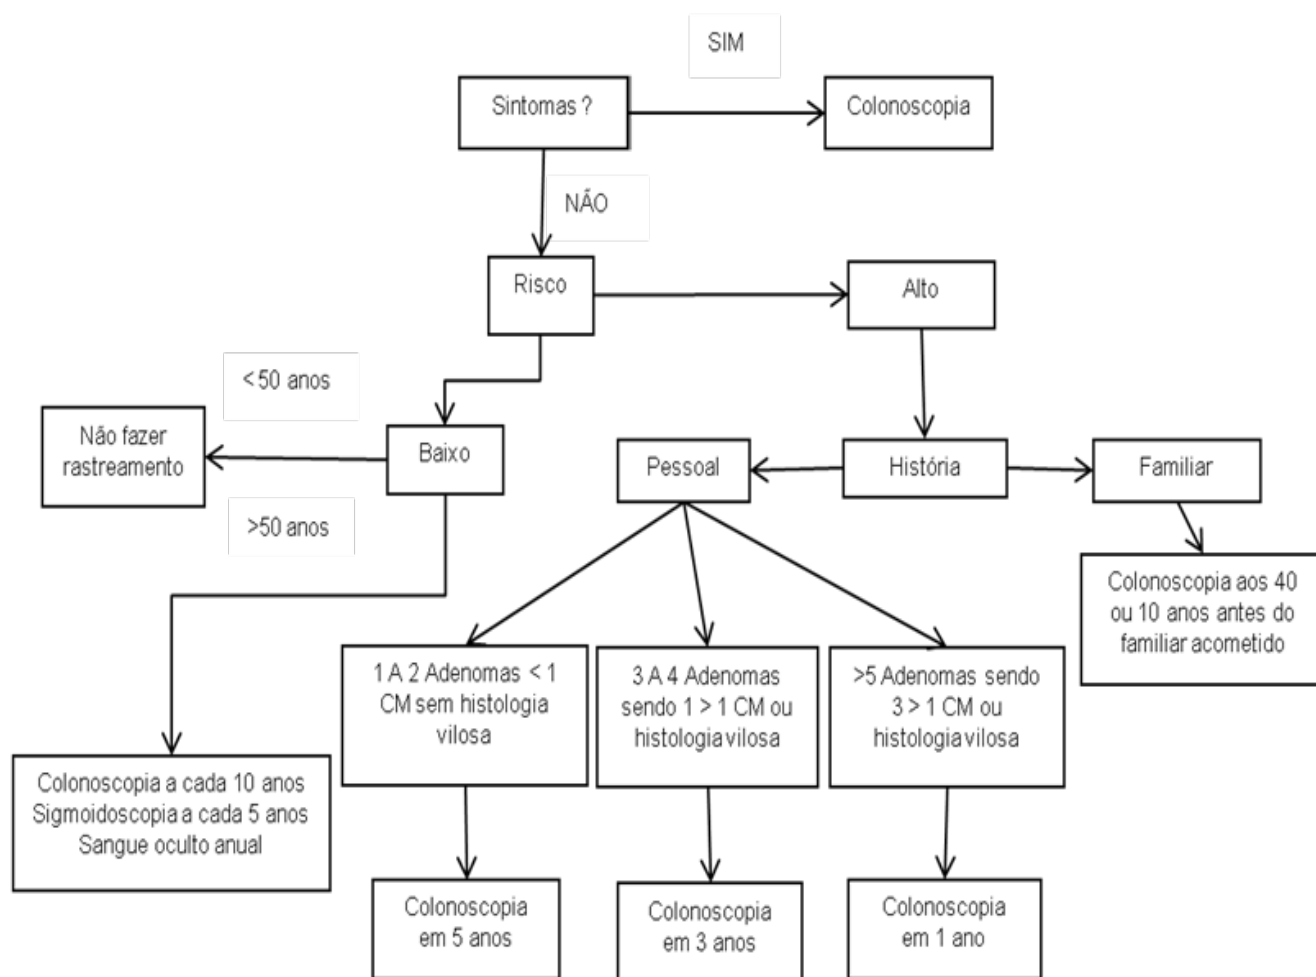 SIM
Sintomas ?
Colonoscopia
NÃO
Risco
Alto
<50 anos
Não fazer
rastreamento
Baixo
Pessoal
História
Familiar
>50 anos
Colonoscopia aos 40
ou 10 anos antes do
familiar acometido
1 A 2 Adenomas < 1
CM sem histologia
vilosa
3 A 4 Adenomas
sendo 1 > 1 CM ou
histologia vilosa
>5 Adenomas sendo
3 > 1 CM ou
histologia vilosa
Colonoscopia a cada 10 anos
Sigmoidoscopia a cada 5 anos
Sangue oculto anual
Colonoscopia
em 5 anos
Colonoscopia
em 3 anos
Colonoscopia
em 1 ano